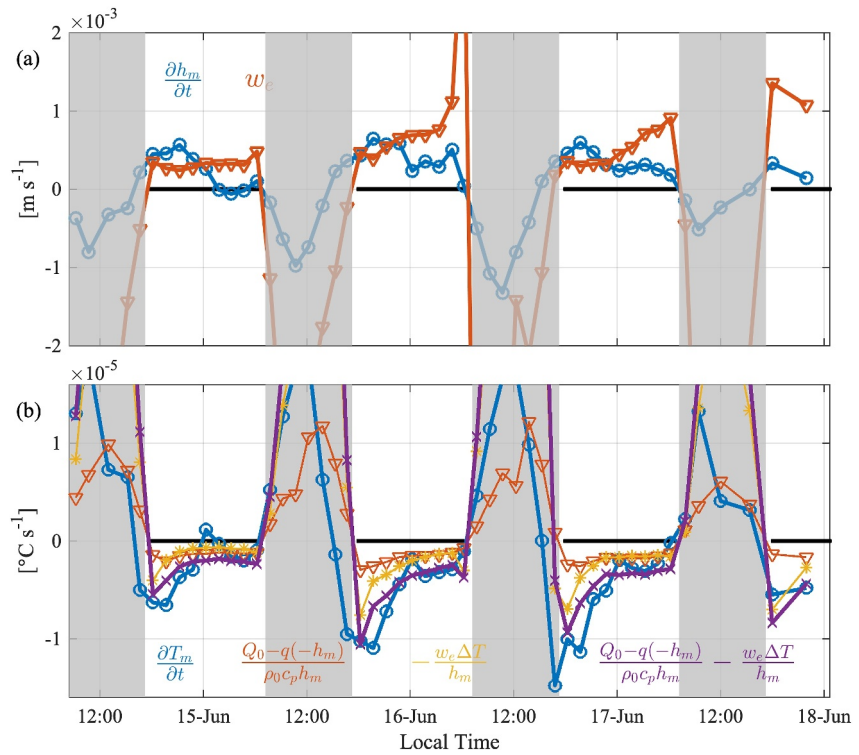 ×10⁻³
(a)
∂hₘ/∂t wₑ
2
1
0
-1
-2
[m s⁻¹]
×10⁻⁵
(b)
1
0
-1
[°C s⁻¹]
∂Tₘ/∂t Q₀−q(−hₘ)/ρ₀cₚhₘ −wₑΔT/hₘ Q₀−q(−hₘ)/ρ₀cₚhₘ − wₑΔT/hₘ
12:00 15-Jun 12:00 16-Jun 12:00 17-Jun 12:00 18-Jun
Local Time